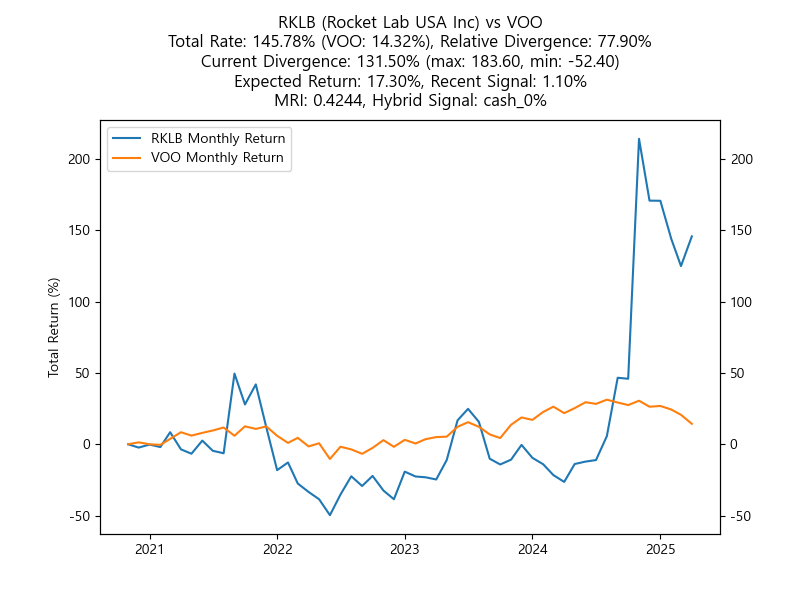 RKLB (Rocket Lab USA Inc) vs VOO
Total Rate: 145.78% (VOO: 14.32%), Relative Divergence: 77.90%
Current Divergence: 131.50% (max: 183.60, min: -52.40)
Expected Return: 17.30%, Recent Signal: 1.10%
MRI: 0.4244, Hybrid Signal: cash_0%
RKLB Monthly Return
VOO Monthly Return
Total Return (%)
200 200
150 150
100 100
50 50
0 0
-50 -50
2021 2022 2023 2024 2025